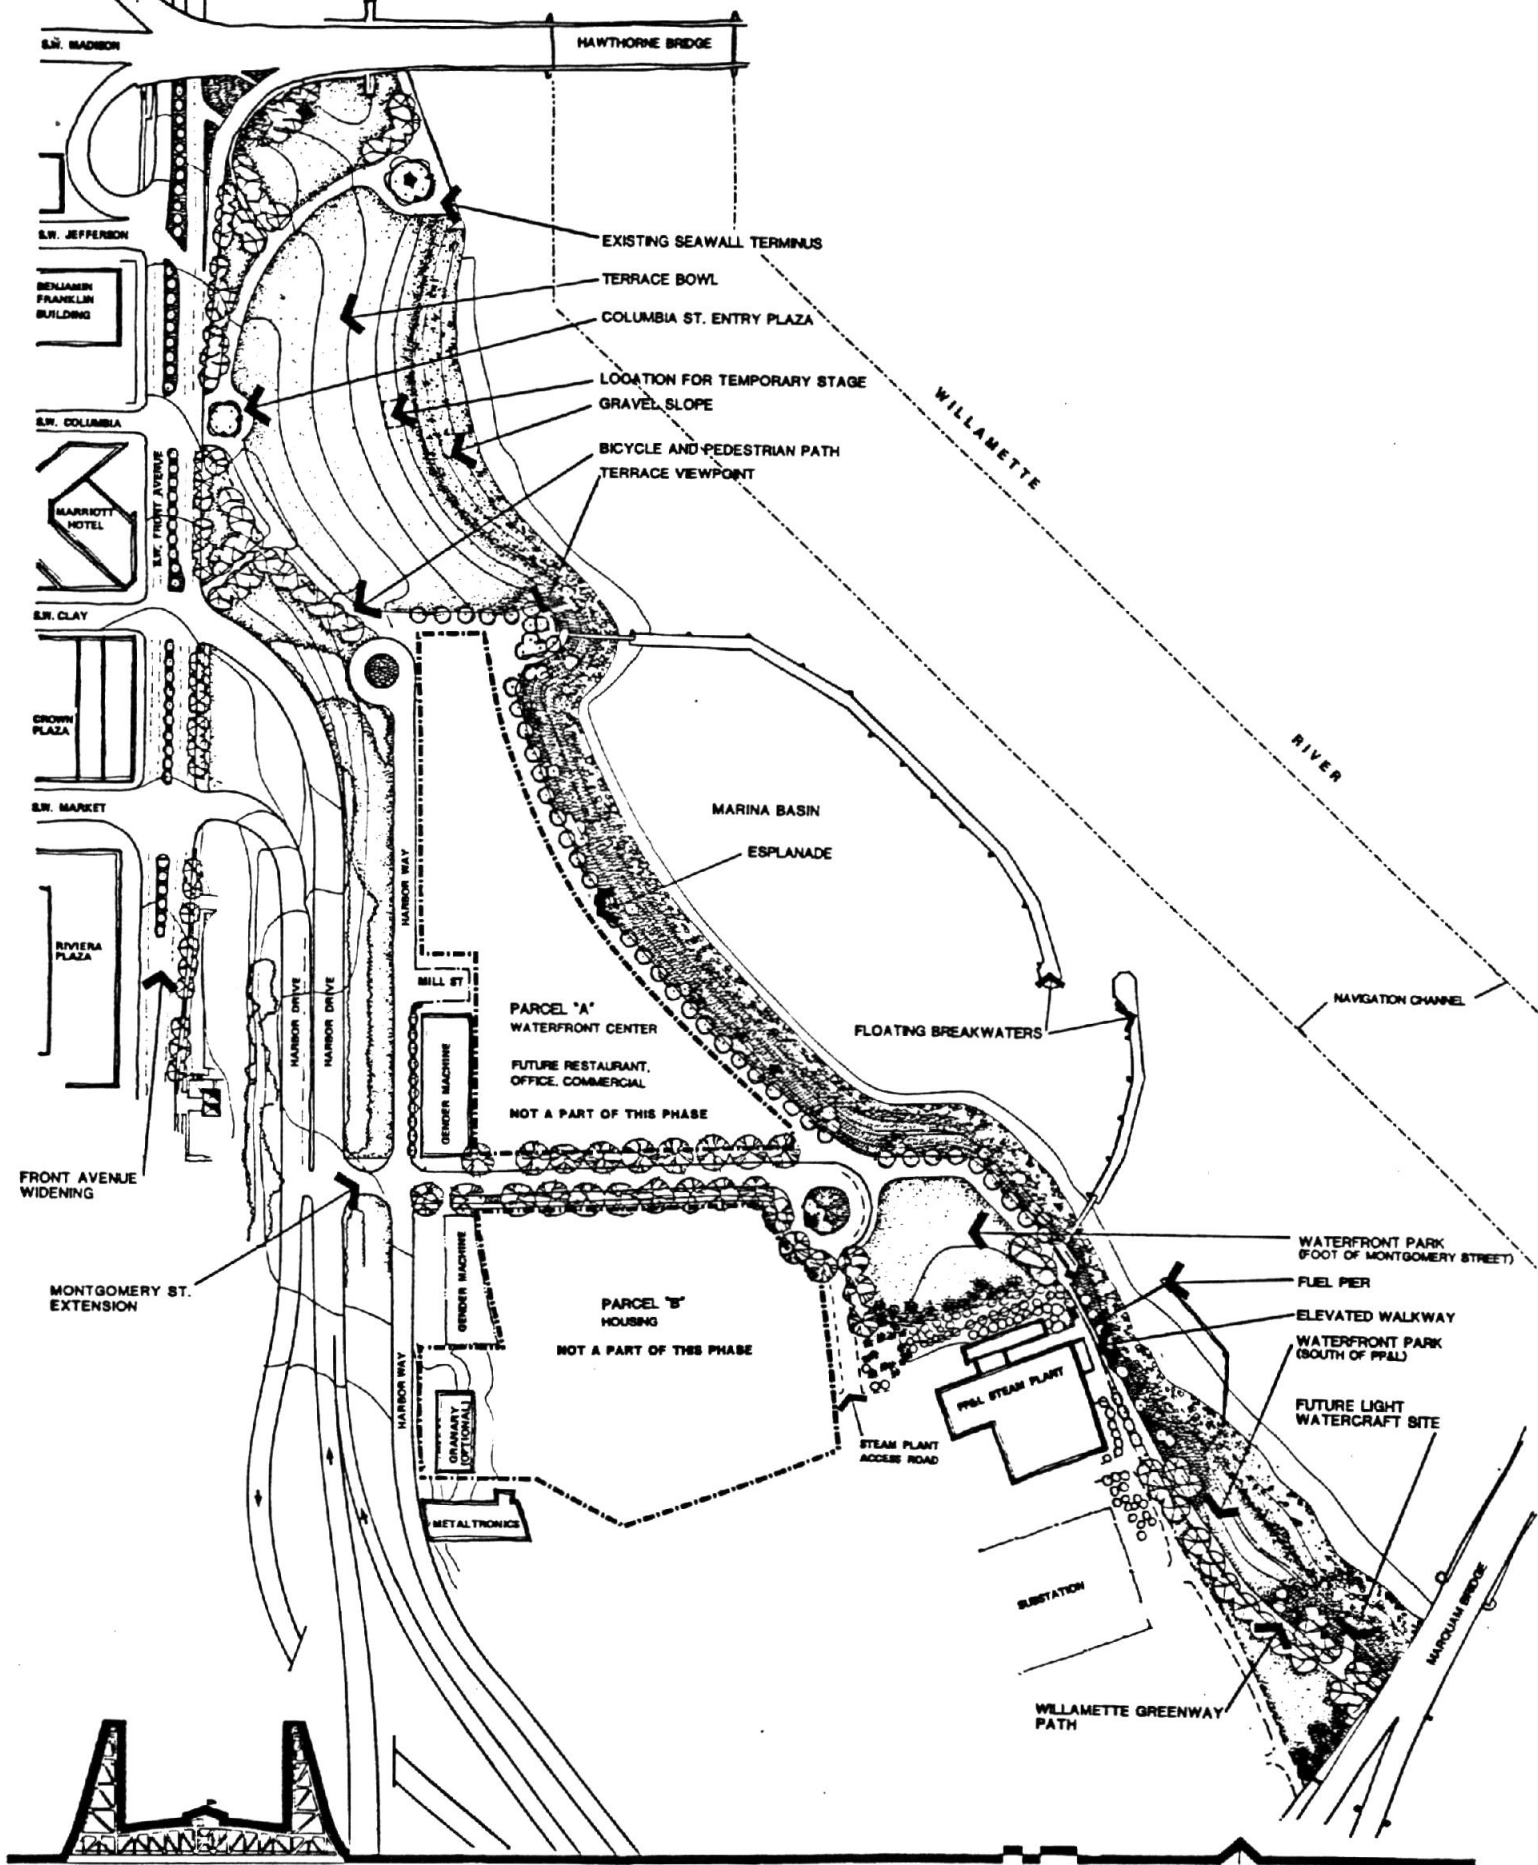 S.W. MADISON
HAWTHORNE BRIDGE
S.W. JEFFERSON
EXISTING SEAWALL TERMINUS
BENJAMIN
FRANKLIN
BUILDING
TERRACE BOWL
COLUMBIA ST. ENTRY PLAZA
LOCATION FOR TEMPORARY STAGE
GRAVEL SLOPE
WILLAMETTE
S.W. COLUMBIA
BICYCLE AND PEDESTRIAN PATH
TERRACE VIEWPOINT
S.W. FRONT AVENUE
MARRIOTT
HOTEL
S.W. CLAY
CROWN
PLAZA
RIVER
S.W. MARKET
MARINA BASIN
ESPLANADE
HARBOR WAY
RIVIERA
PLAZA
HARBOR DRIVE
HARBOR DRIVE
MILL ST
NAVIGATION CHANNEL
PARCEL "A"
WATERFRONT CENTER
FLOATING BREAKWATERS
FUTURE RESTAURANT,
OFFICE, COMMERCIAL
GENDER MACHINE
NOT A PART OF THIS PHASE
FRONT AVENUE
WIDENING
WATERFRONT PARK
(FOOT OF MONTGOMERY STREET)
FUEL PIER
MONTGOMERY ST.
EXTENSION
GENDER MACHINE
PARCEL "B"
HOUSING
ELEVATED WALKWAY
WATERFRONT PARK
(SOUTH OF PP&L)
NOT A PART OF THIS PHASE
PP&L STEAM PLANT
HARBOR WAY
FUTURE LIGHT
WATERCRAFT SITE
GRANARY
(OPTIONAL)
STEAM PLANT
ACCESS ROAD
METALTRONICS
SUBSTATION
MARQUAM BRIDGE
WILLAMETTE GREENWAY
PATH